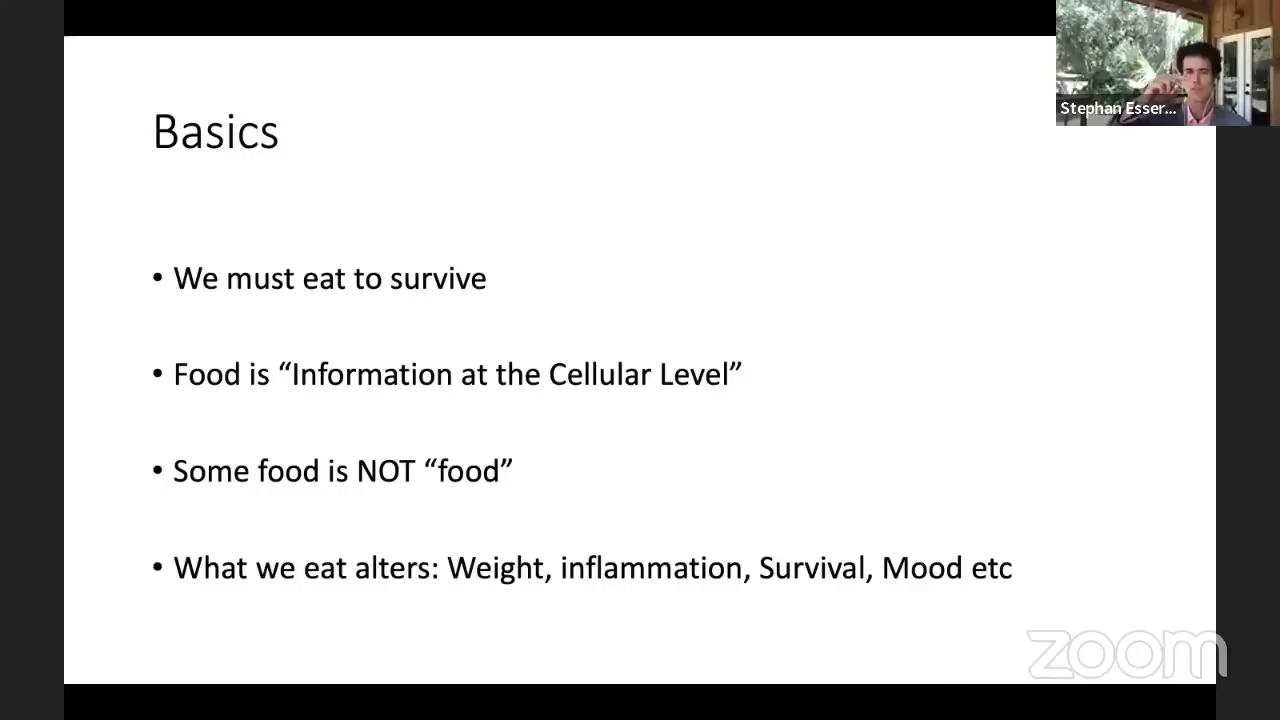 Stephan Esser...
Basics
• We must eat to survive
• Food is “Information at the Cellular Level”
• Some food is NOT “food”
• What we eat alters: Weight, inflammation, Survival, Mood etc
zoom